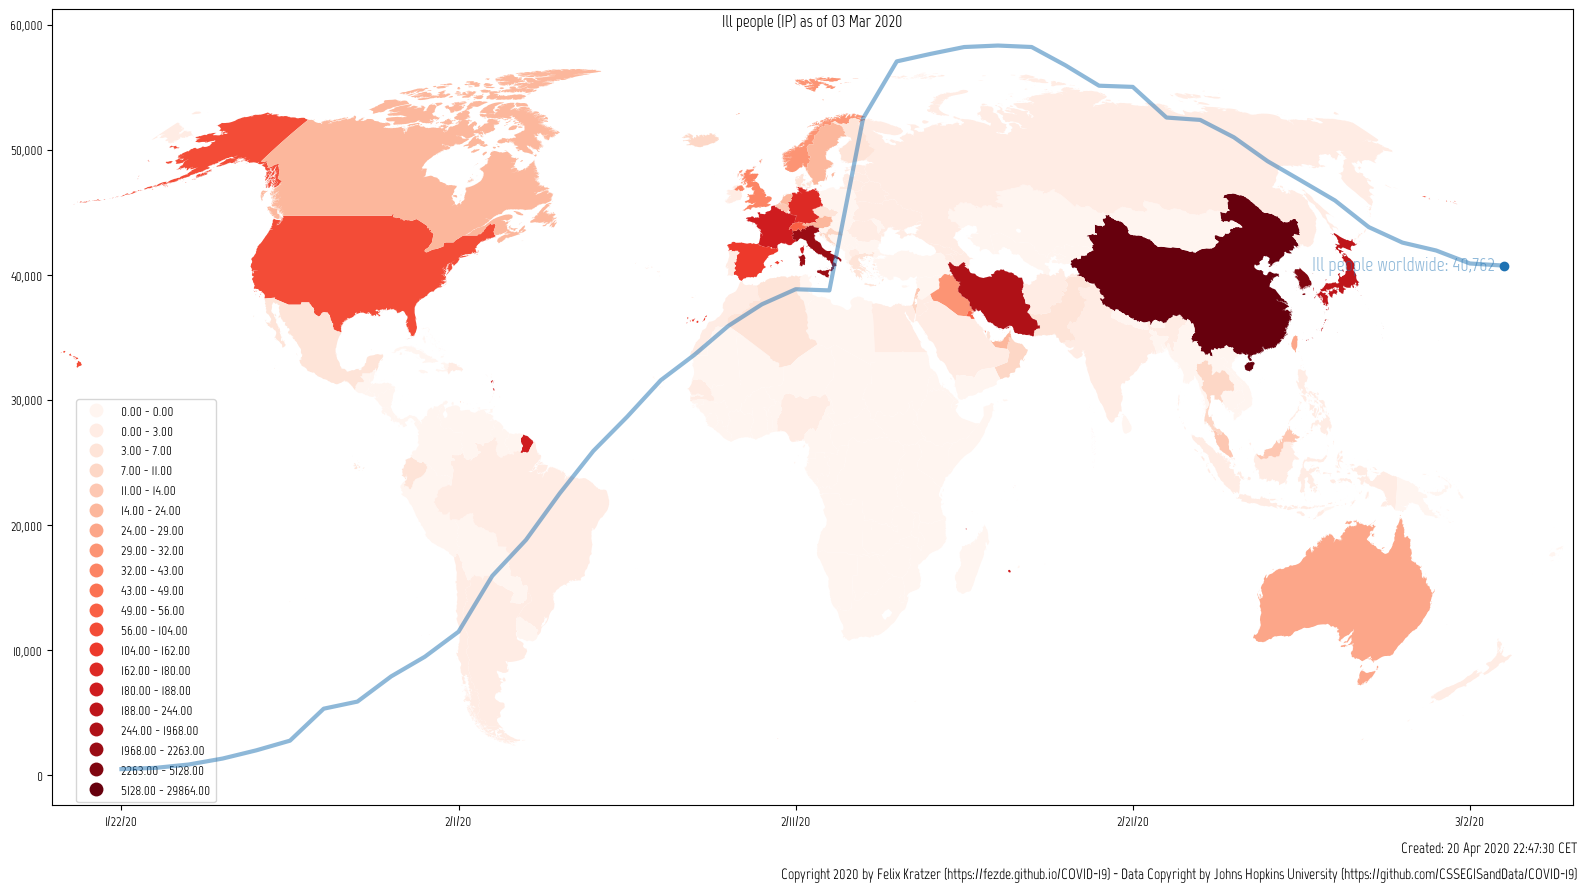 Ill people (IP) as of 03 Mar 2020
60,000
50,000
40,000
30,000
20,000
10,000
0
Ill people worldwide: 40,762
0.00 - 0.00
0.00 - 3.00
3.00 - 7.00
7.00 - 11.00
11.00 - 14.00
14.00 - 24.00
24.00 - 29.00
29.00 - 32.00
32.00 - 43.00
43.00 - 49.00
49.00 - 56.00
56.00 - 104.00
104.00 - 162.00
162.00 - 180.00
180.00 - 188.00
188.00 - 244.00
244.00 - 1968.00
1968.00 - 2263.00
2263.00 - 5128.00
5128.00 - 29864.00
1/22/20
2/1/20
2/11/20
2/21/20
3/2/20
Created: 20 Apr 2020 22:47:30 CET
Copyright 2020 by Felix Kratzer (https://fezde.github.io/COVID-19) - Data Copyright by Johns Hopkins University (https://github.com/CSSEGISandData/COVID-19)